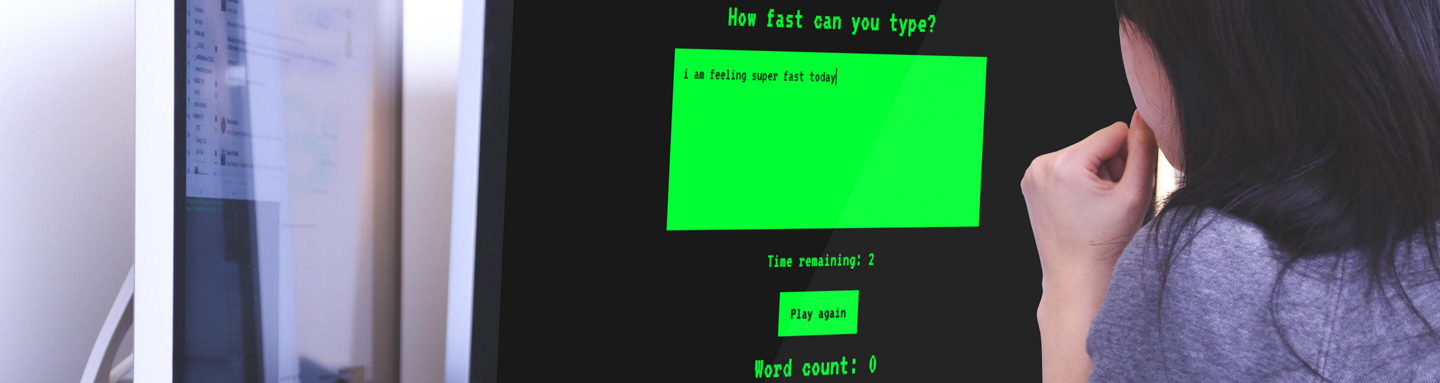 How fast can you type?
i am feeling super fast today
Time remaining: 2
Play again
Word count: 0